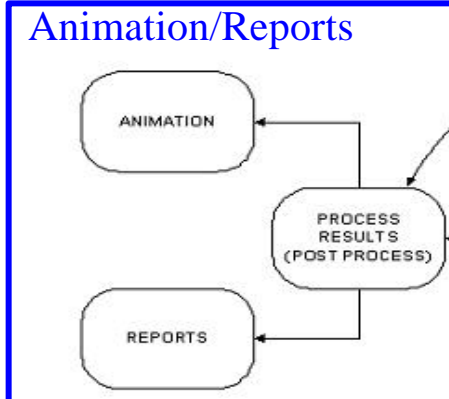 Animation/Reports
ANIMATION
PROCESS
RESULTS
(POST PROCESS)
REPORTS